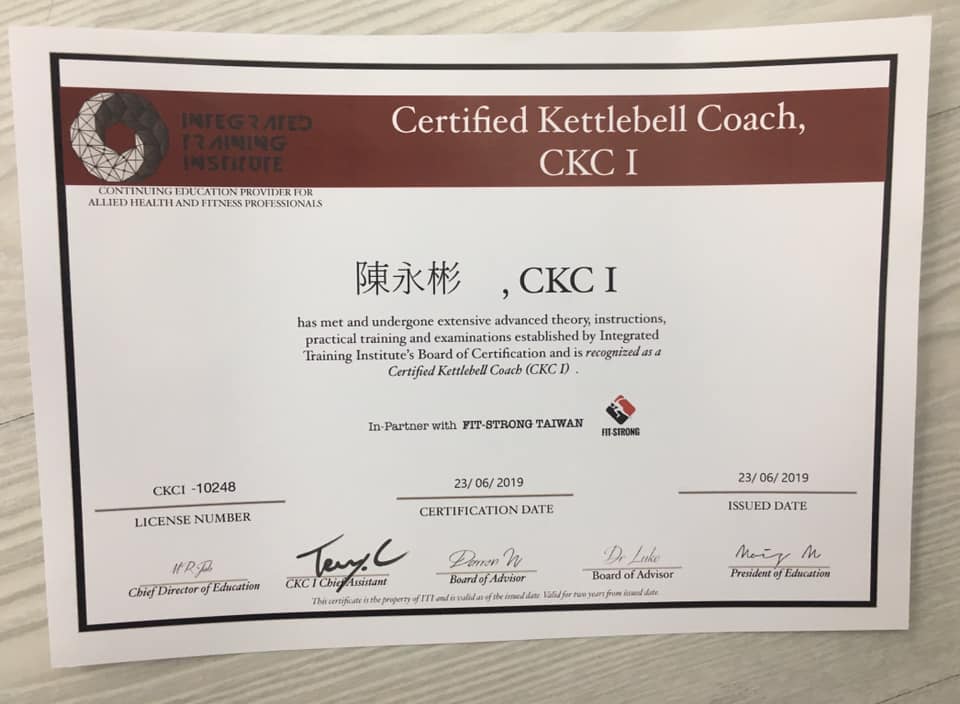 INTEGRATED
TRAINING
INSTITUTE
CONTINUING EDUCATION PROVIDER FOR
ALLIED HEALTH AND FITNESS PROFESSIONALS
Certified Kettlebell Coach,
CKC I
陳永彬 , CKC I
has met and undergone extensive advanced theory, instructions,
practical training and examinations established by Integrated
Training Institute's Board of Certification and is recognized as a
Certified Kettlebell Coach (CKC I) .
In-Partner with FIT-STRONG TAIWAN
FIT-STRONG
CKCI -10248
LICENSE NUMBER
23/ 06/ 2019
CERTIFICATION DATE
23/ 06/ 2019
ISSUED DATE
Chief Director of Education
Terry.C
CKC I Chief Assistant
Darren W
Board of Advisor
Dr Luke
Board of Advisor
President of Education
This certificate is the property of ITI and is valid as of the issued date. Valid for two years from issued date.